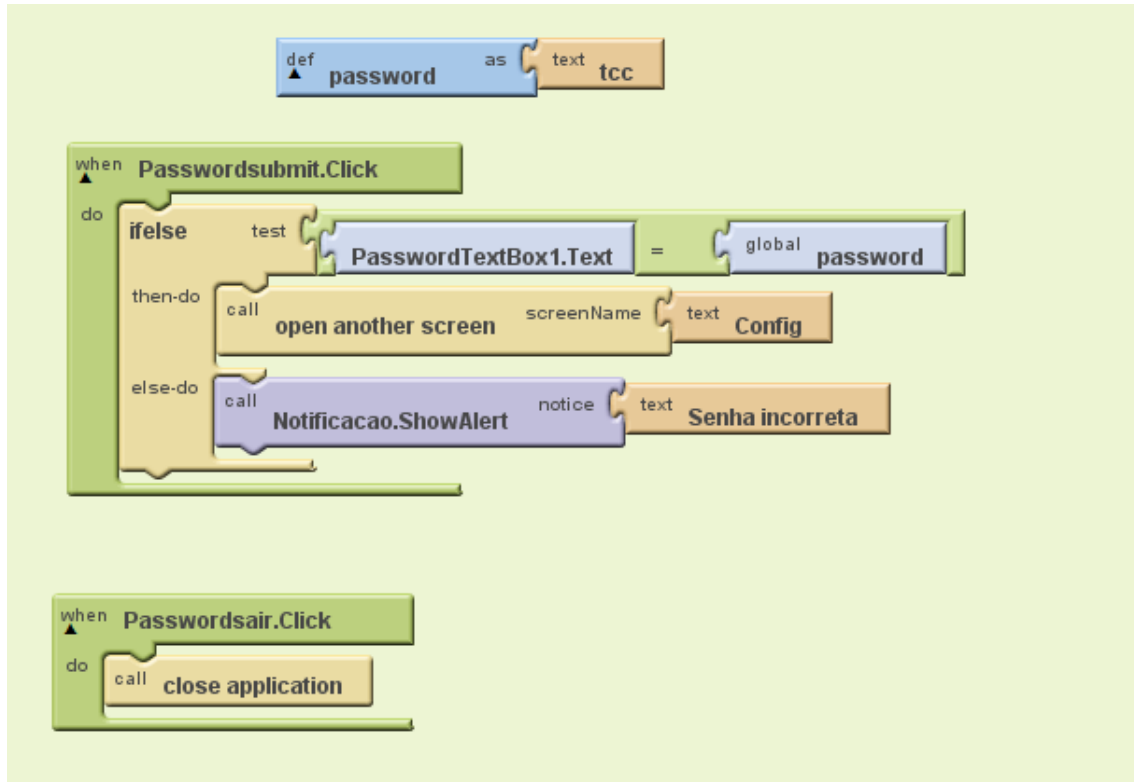 def password as text tcc
when Passwordsubmit.Click
do ifelse test PasswordTextBox1.Text = global password
then-do call open another screen screenName text Config
else-do call Notificacao.ShowAlert notice text Senha incorreta
when Passwordsair.Click
do call close application